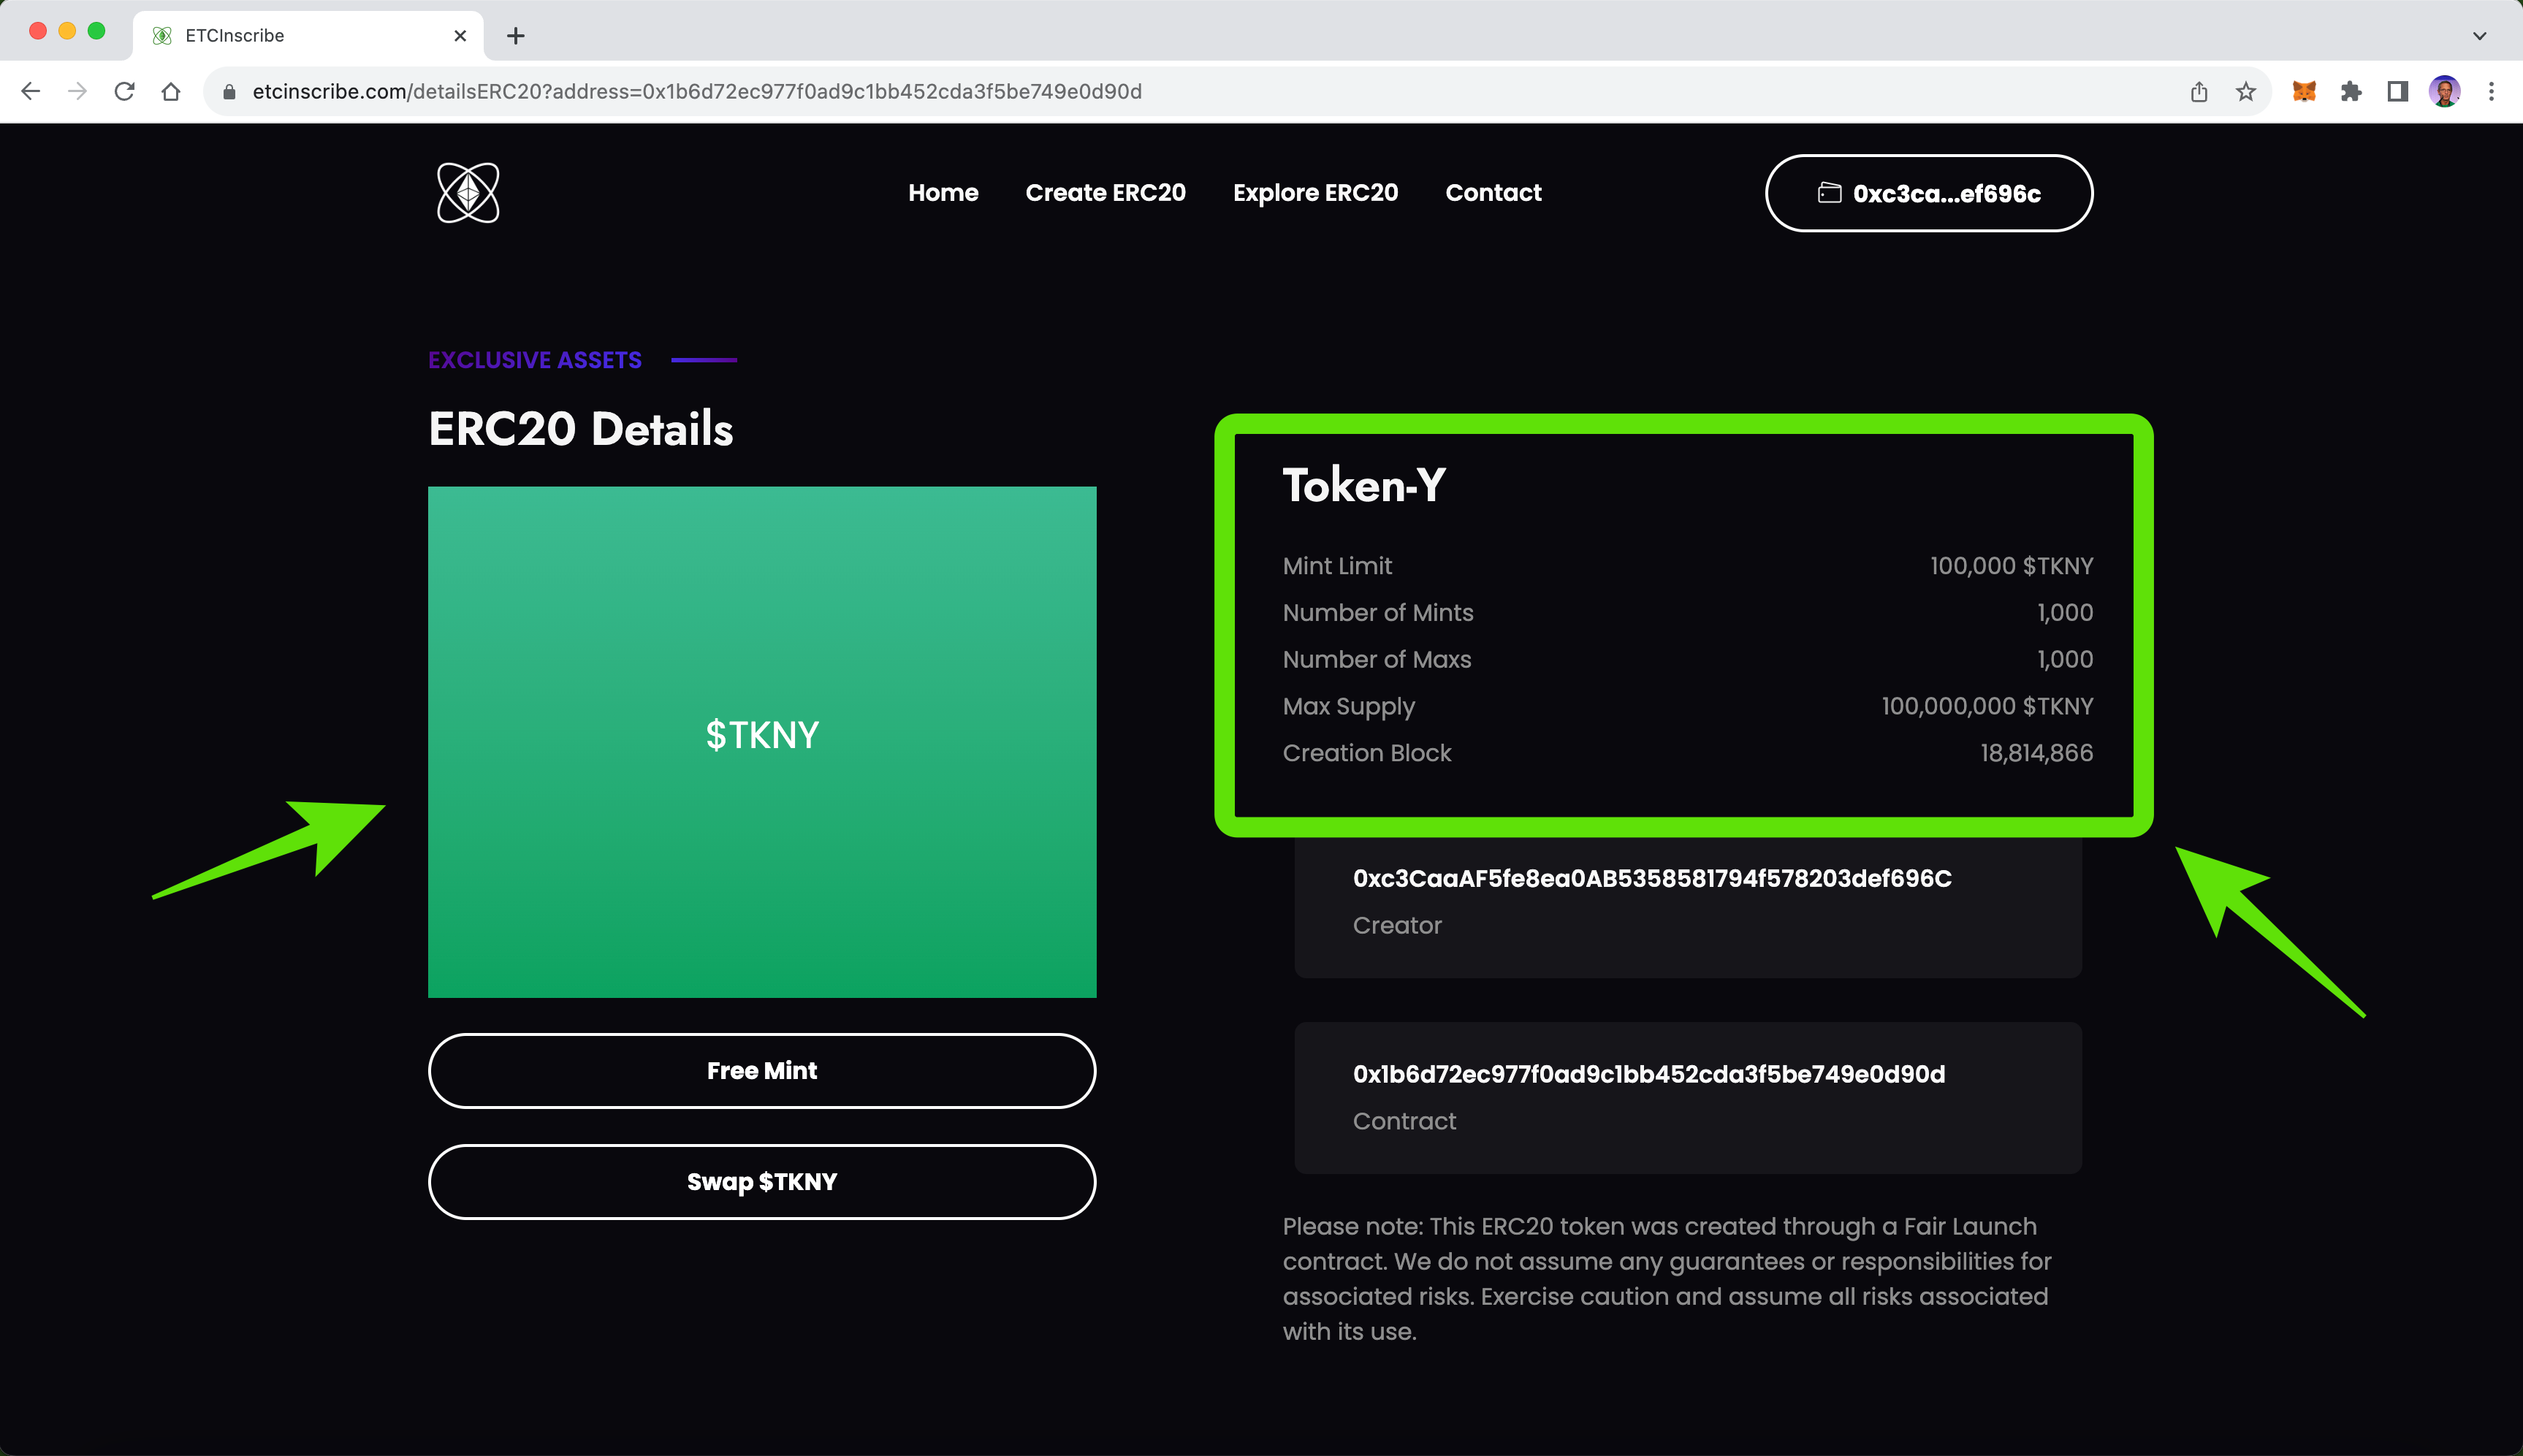 ETCInscribe
etcinscribe.com/detailsERC20?address=0x1b6d72ec977f0ad9c1bb452cda3f5be749e0d90d
Home Create ERC20 Explore ERC20 Contact 0xc3ca...ef696c
EXCLUSIVE ASSETS
ERC20 Details
$TKNY
Free Mint
Swap $TKNY
Token-Y
Mint Limit 100,000 $TKNY
Number of Mints 1,000
Number of Maxs 1,000
Max Supply 100,000,000 $TKNY
Creation Block 18,814,866
0xc3CaaAF5fe8ea0AB5358581794f578203def696C
Creator
0x1b6d72ec977f0ad9c1bb452cda3f5be749e0d90d
Contract
Please note: This ERC20 token was created through a Fair Launch
contract. We do not assume any guarantees or responsibilities for
associated risks. Exercise caution and assume all risks associated
with its use.